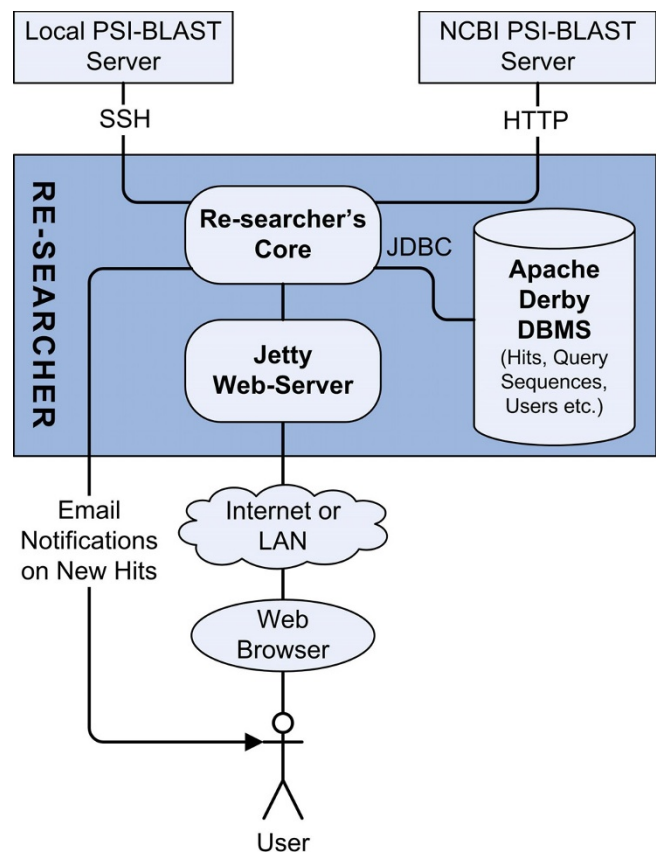 Local PSI-BLAST
Server
NCBI PSI-BLAST
Server
SSH
HTTP
RE-SEARCHER
Re-searcher's
Core
JDBC
Apache
Derby
DBMS
(Hits, Query
Sequences,
Users etc.)
Jetty
Web-Server
Email
Notifications
on New Hits
Internet or
LAN
Web
Browser
User